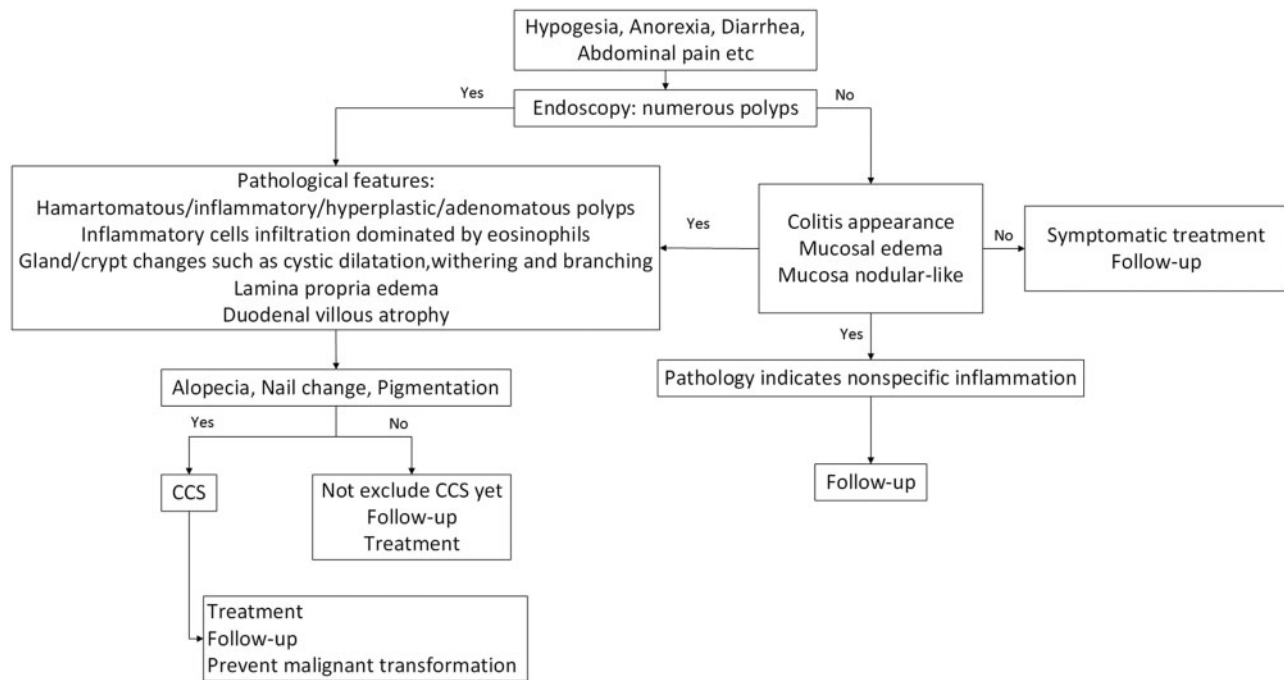 Hypogesia, Anorexia, Diarrhea,
Abdominal pain etc
Yes
Endoscopy: numerous polyps
No
Pathological features:
Hamartomatous/inflammatory/hyperplastic/adenomatous polyps
Inflammatory cells infiltration dominated by eosinophils
Gland/crypt changes such as cystic dilatation,withering and branching
Lamina propria edema
Duodenal villous atrophy
Yes
Colitis appearance
Mucosal edema
Mucosa nodular-like
No
Symptomatic treatment
Follow-up
Yes
Pathology indicates nonspecific inflammation
Follow-up
Alopecia, Nail change, Pigmentation
Yes
No
CCS
Not exclude CCS yet
Follow-up
Treatment
Treatment
Follow-up
Prevent malignant transformation